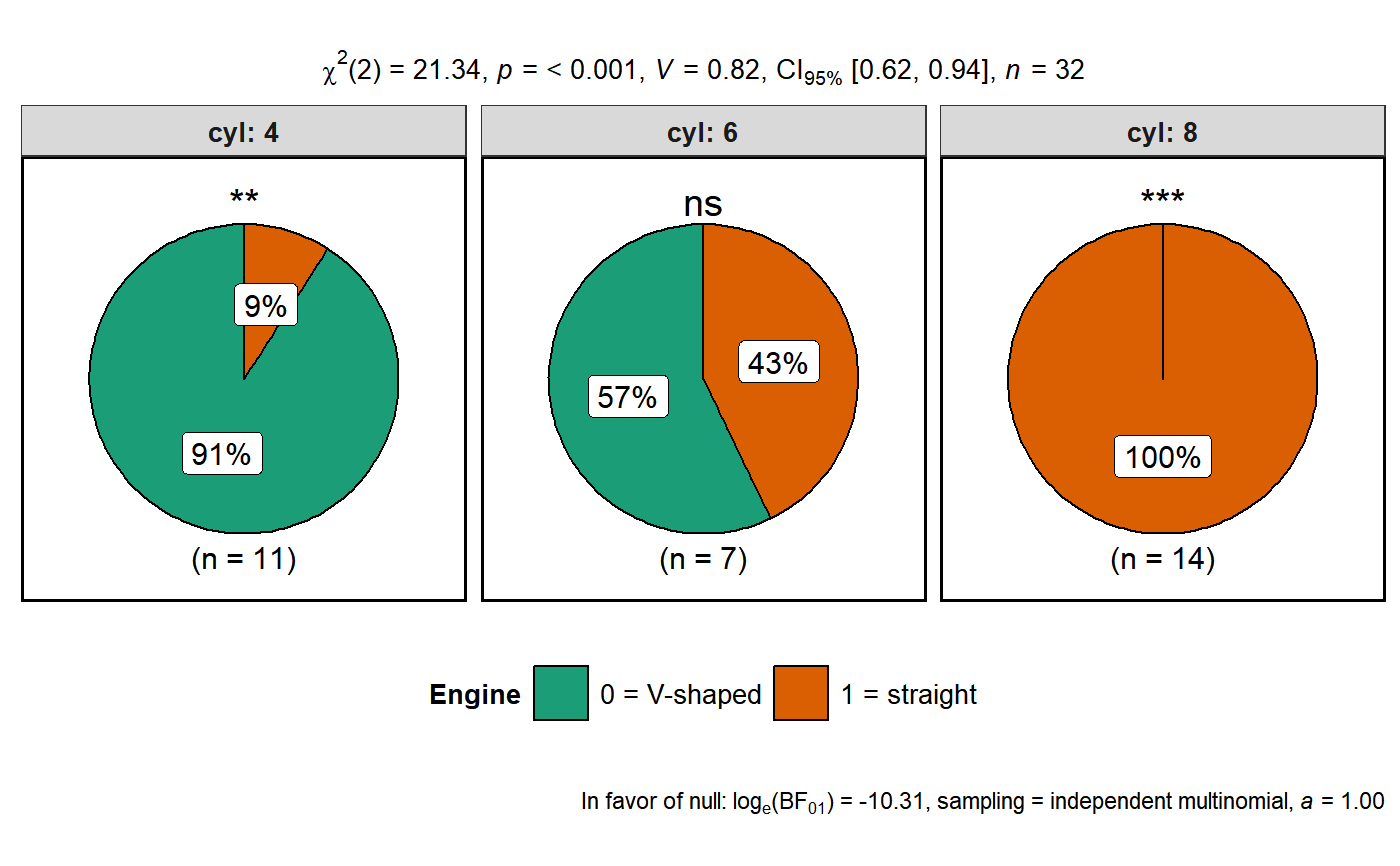 χ²(2) = 21.34, p = < 0.001, V = 0.82, CI₉₅% [0.62, 0.94], n = 32
cyl: 4
cyl: 6
cyl: 8
**
ns
***
9%
91%
57%
43%
100%
(n = 11)
(n = 7)
(n = 14)
Engine 0 = V-shaped 1 = straight
In favor of null: logₑ(BF₀₁) = -10.31, sampling = independent multinomial, a = 1.00